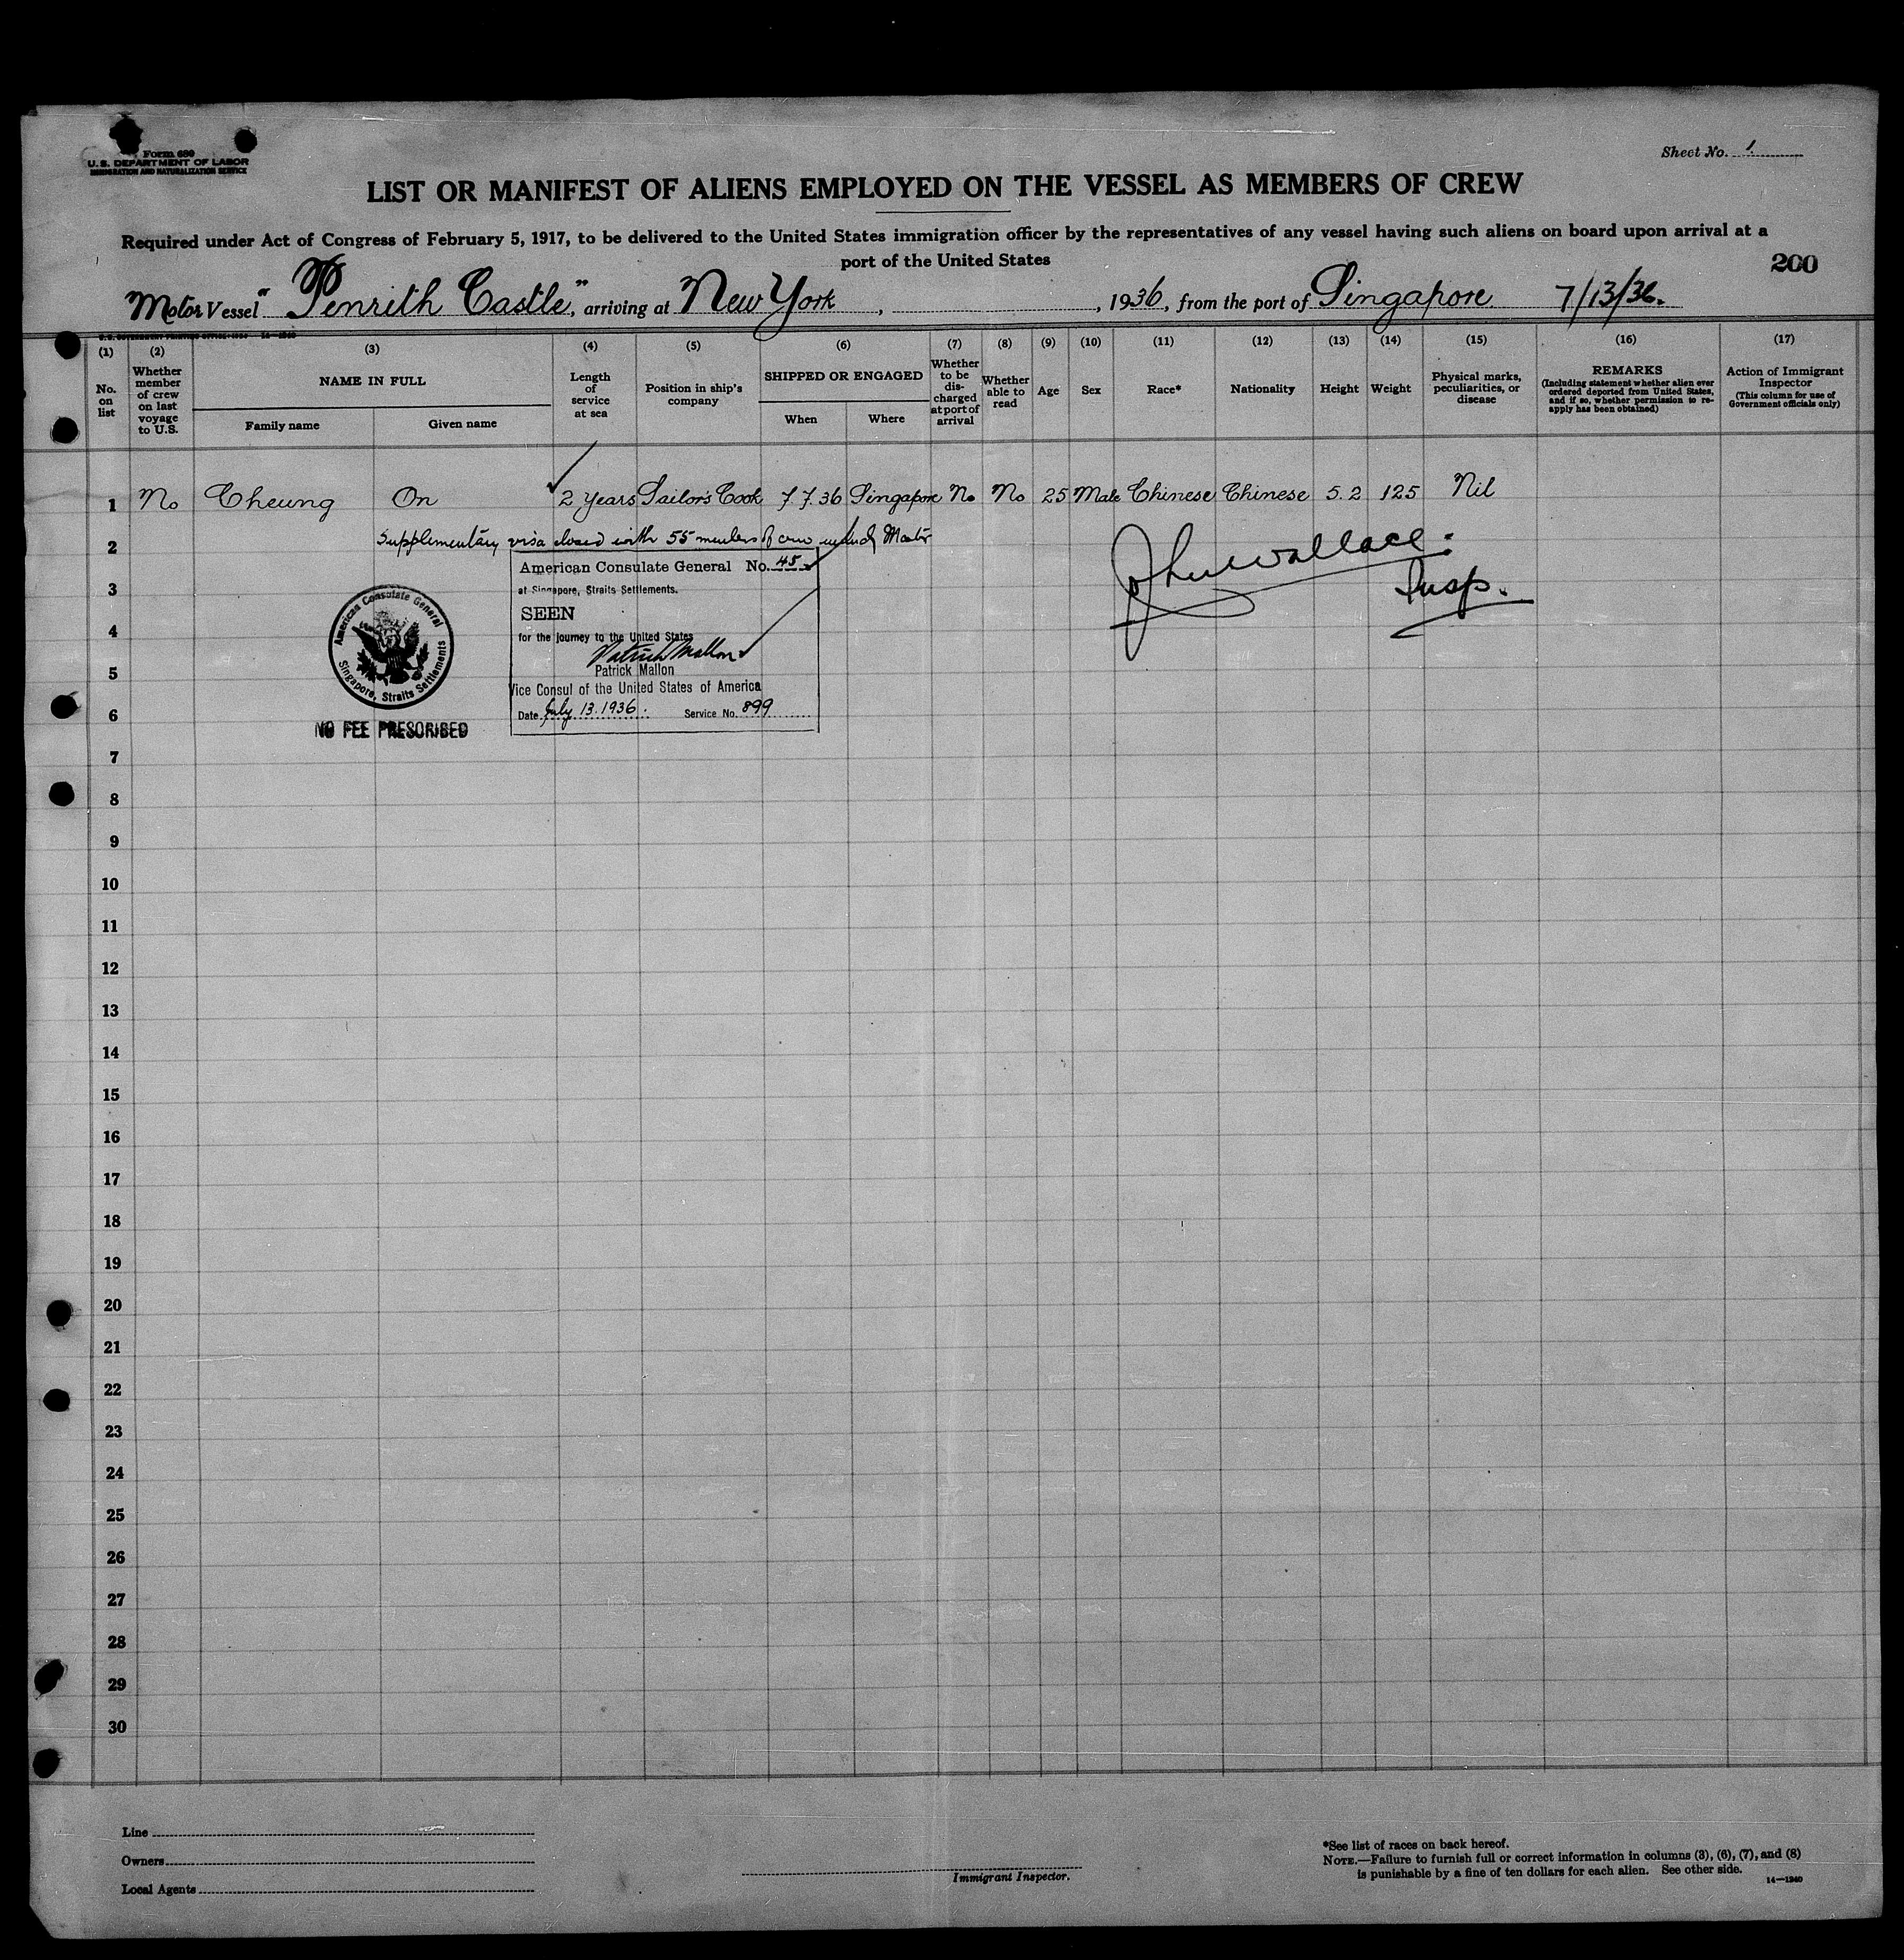 Form 689
U. S. DEPARTMENT OF LABOR
IMMIGRATION AND NATURALIZATION SERVICE
Sheet No. 1.
LIST OR MANIFEST OF ALIENS EMPLOYED ON THE VESSEL AS MEMBERS OF CREW
Required under Act of Congress of February 5, 1917, to be delivered to the United States immigration officer by the representatives of any vessel having such aliens on board upon arrival at a
port of the United States
200
Motor Vessel "Penrith Castle", arriving at New York, , 1936, from the port of Singapore 7/13/36.
(1) (2) (3) (4) (5) (6) (7) (8) (9) (10) (11) (12) (13) (14) (15) (16) (17)
No. on list
Whether member of crew on last voyage to U.S.
NAME IN FULL
Family name Given name
Length of service at sea
Position in ship's company
SHIPPED OR ENGAGED
When Where
Whether to be discharged at port of arrival
Whether able to read
Age
Sex
Race*
Nationality
Height
Weight
Physical marks, peculiarities, or disease
REMARKS
(Including statement whether alien ever ordered deported from United States, and if so, whether permission to re-apply has been obtained)
Action of Immigrant Inspector
(This column for use of Government officials only)
1 No Cheung On 2 Years Sailor's Cook 7.7.36 Singapore No No 25 Male Chinese Chinese 5.2 125 Nil
2 Supplementary visa closed with 55 members of crew includg Master
John Wallace.
Insp.
American Consulate General No. 45
at Singapore, Straits Settlements.
SEEN
for the journey to the United States
Patrick Mallon
Patrick Mallon
Vice Consul of the United States of America
Date July 13. 1936. Service No. 899
American Consulate General
Singapore, Straits Settlements
NO FEE PRESCRIBED
3
4
5
6
7
8
9
10
11
12
13
14
15
16
17
18
19
20
21
22
23
24
25
26
27
28
29
30
Line
Owners
Local Agents
Immigrant Inspector.
*See list of races on back hereof.
NOTE.—Failure to furnish full or correct information in columns (3), (6), (7), and (8)
is punishable by a fine of ten dollars for each alien. See other side.
14—1240